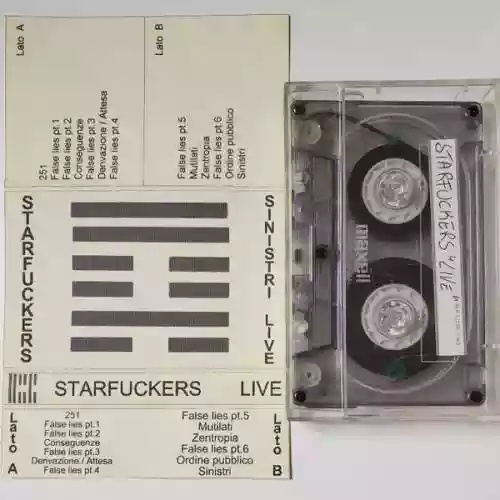 Lato A
251
False lies pt.1
False lies pt. 2
Conseguenze
False lies pt.3
Derivazione / Attesa
False lies pt.4
Lato B
False lies pt.5
Mutilati
Zentropia
False lies pt.6
Ordine pubblico
Sinistri
STARFUCKERS
SINISTRI LIVE
STARFUCKERS LIVE
Lato A
251
False lies pt.1
False lies pt.2
Conseguenze
False lies pt.3
Derivazione / Attesa
False lies pt.4
False lies pt.5
Mutilati
Zentropia
False lies pt.6
Ordine pubblico
Sinistri
Lato B
STARFUCKERS "LIVE"
maxell